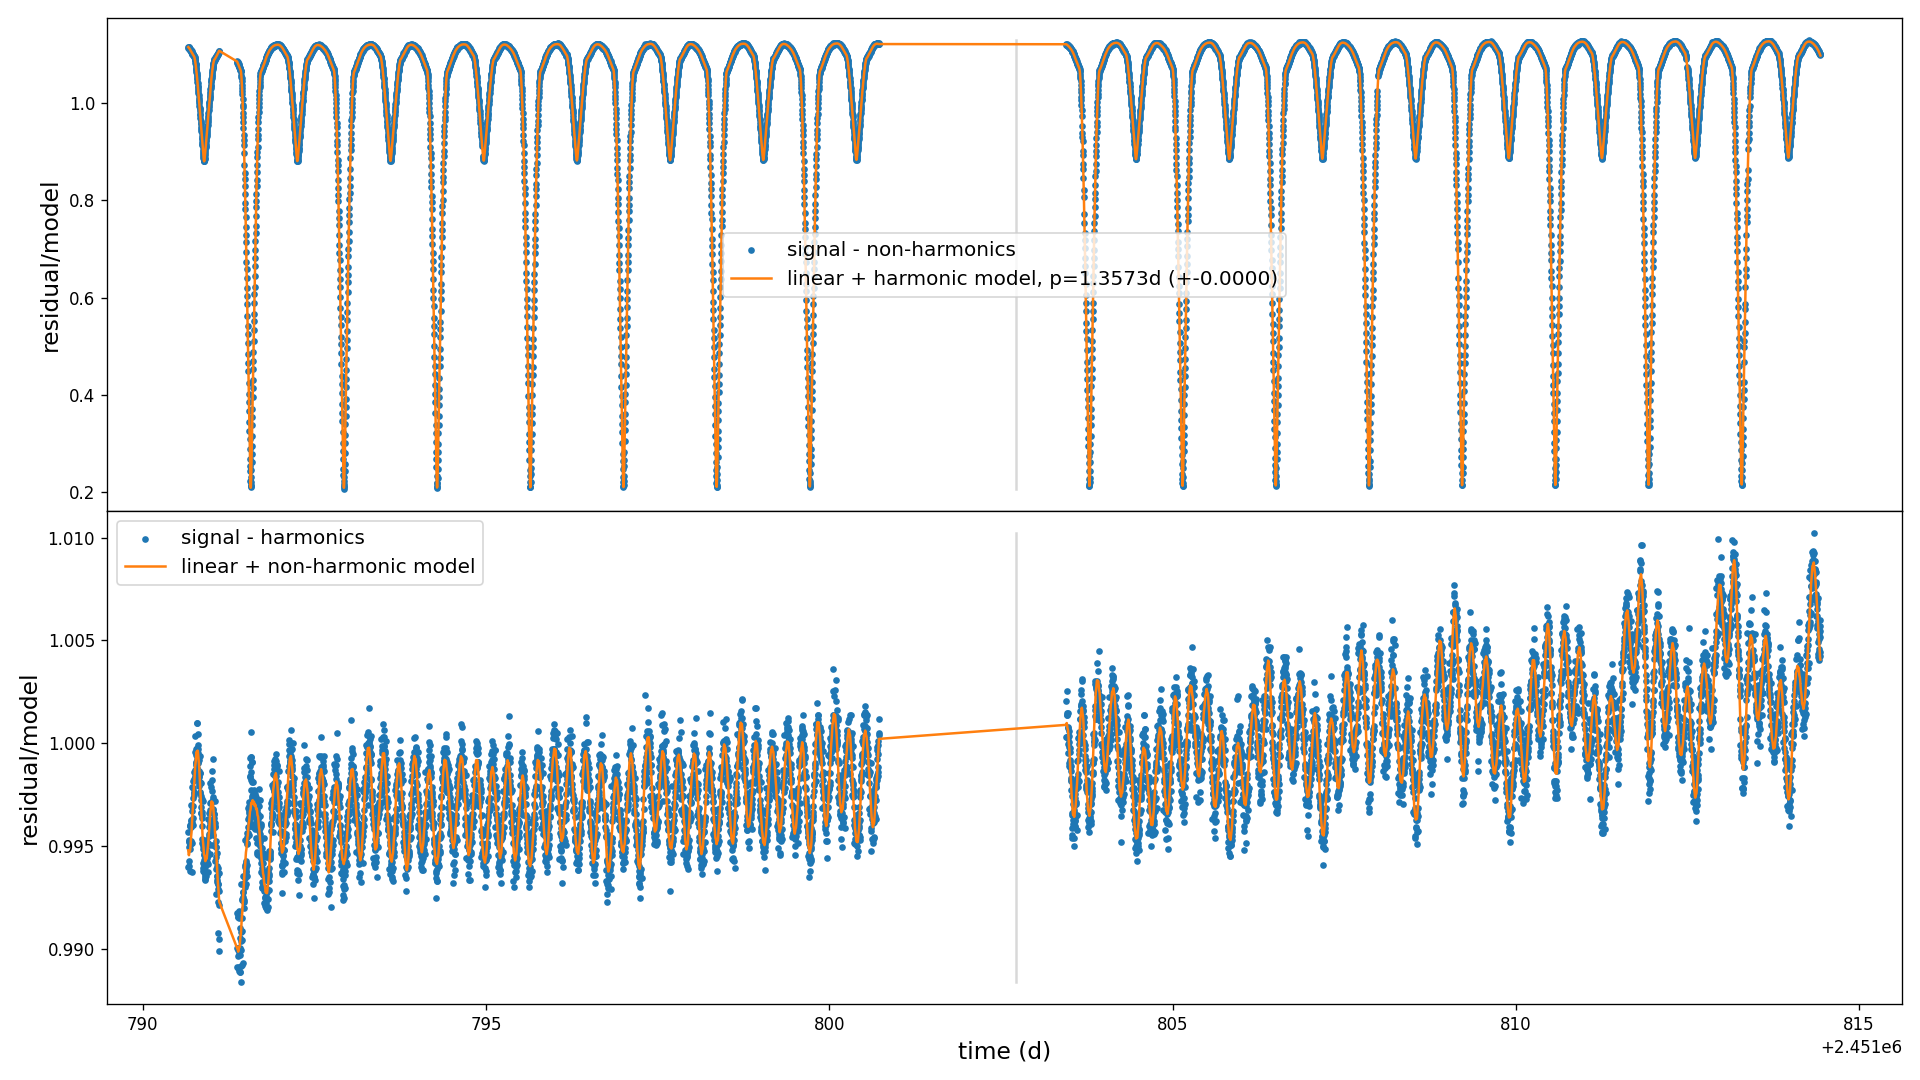 1.0
0.8
0.6
0.4
0.2
residual/model
signal - non-harmonics
linear + harmonic model, p=1.3573d (+-0.0000)
1.010
1.005
1.000
0.995
0.990
residual/model
signal - harmonics
linear + non-harmonic model
790
795
800
805
810
815
time (d)
+2.451e6